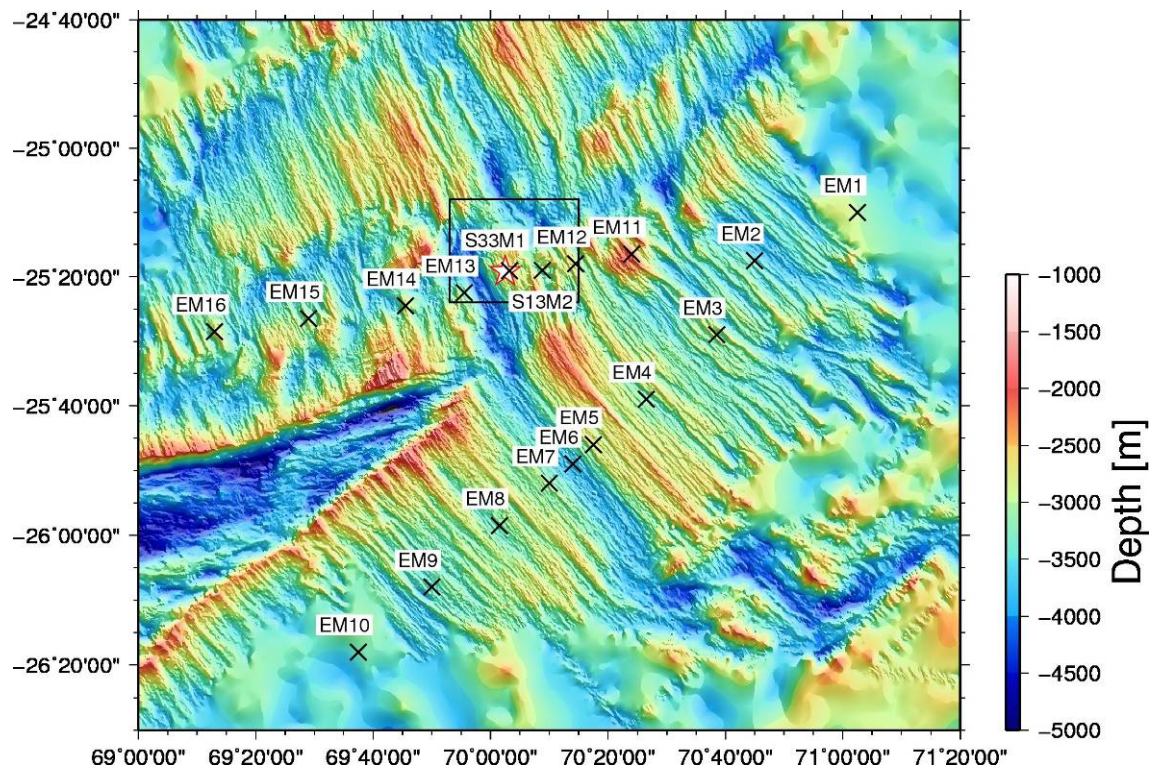 −24°40'00"
−25°00'00"
−25°20'00"
−25°40'00"
−26°00'00"
−26°20'00"
EM1
EM2
EM11
EM12
S33M1
EM13
EM14
EM15
EM16
S13M2
EM3
EM4
EM5
EM6
EM7
EM8
EM9
EM10
69°00'00"
69°20'00"
69°40'00"
70°00'00"
70°20'00"
70°40'00"
71°00'00"
71°20'00"
−1000
−1500
−2000
−2500
−3000
−3500
−4000
−4500
−5000
Depth [m]